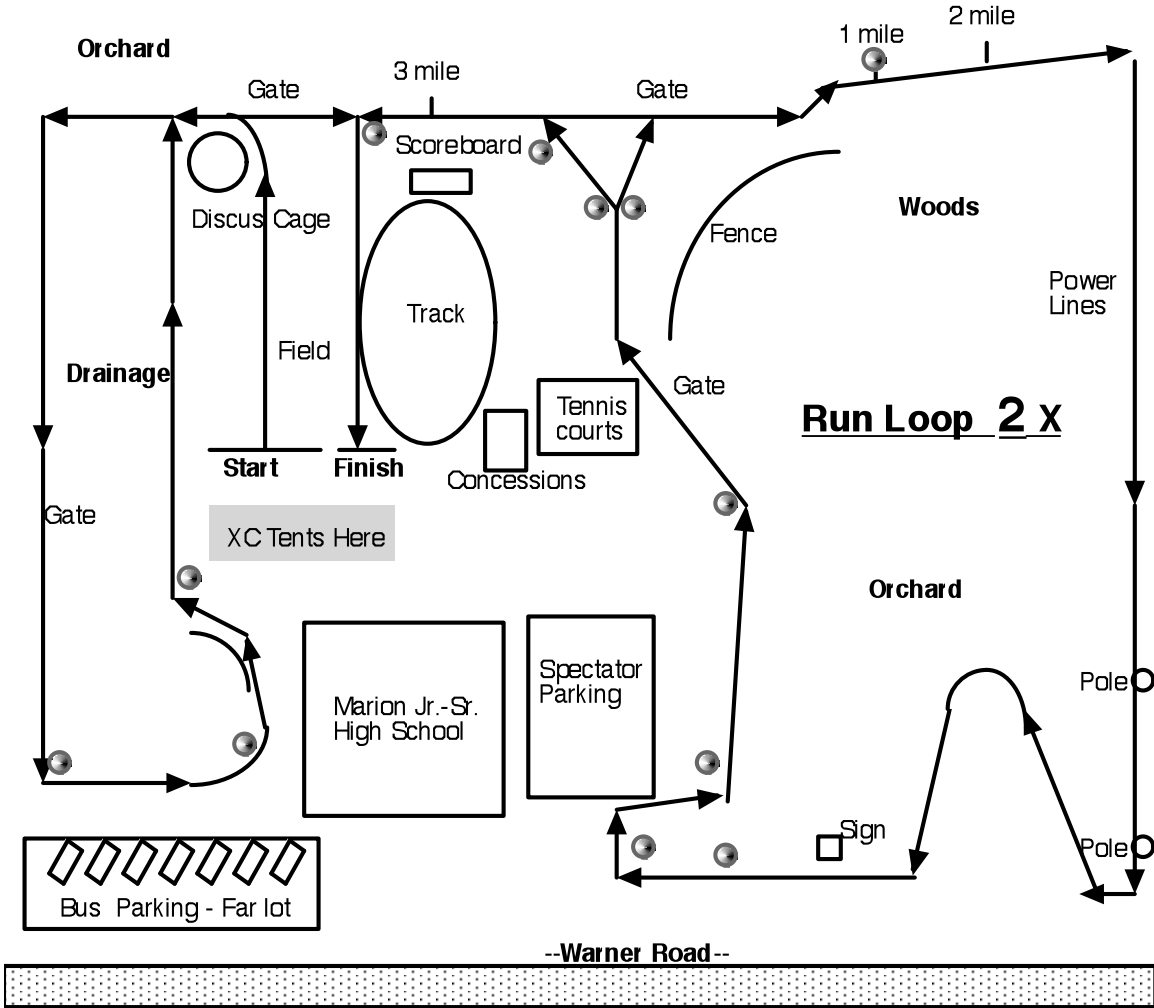 2 mile
1 mile
Orchard
3 mile
Gate
Gate
Scoreboard
Discus Cage
Woods
Fence
Power
Lines
Track
Field
Drainage
Gate
Tennis
courts
Run Loop 2 X
Start
Finish
Concessions
Gate
XC Tents Here
Orchard
Spectator
Parking
Pole
Marion Jr.-Sr.
High School
Sign
Pole
Bus Parking - Far lot
--Warner Road--